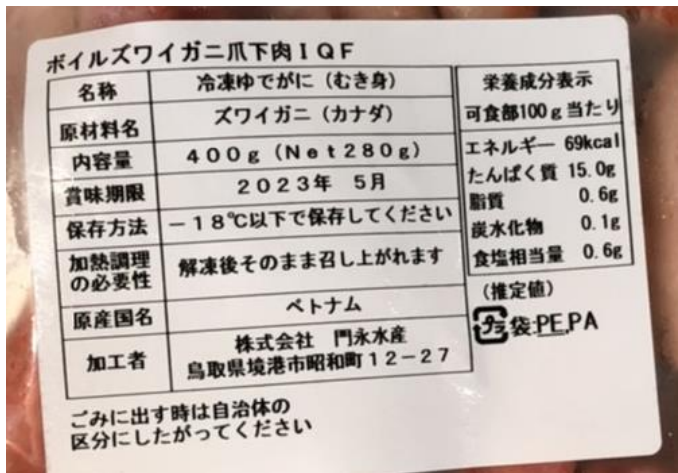 ボイルズワイガニ爪下肉IQF
名称 冷凍ゆでがに（むき身）
原材料名 ズワイガニ（カナダ）
内容量 400g（Net280g）
賞味期限 2023年 5月
保存方法 －18℃以下で保存してください
加熱調理の必要性 解凍後そのまま召し上がれます
原産国名 ベトナム
加工者 株式会社 門永水産
鳥取県境港市昭和町12－27
ごみに出す時は自治体の
区分にしたがってください
栄養成分表示
可食部100g当たり
エネルギー 69kcal
たんぱく質 15.0g
脂質 0.6g
炭水化物 0.1g
食塩相当量 0.6g
（推定値）
プラ 袋:PE,PA